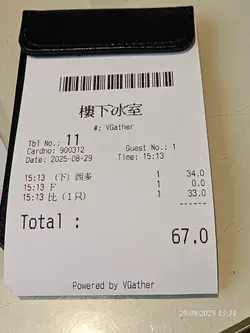 樓下冰室
#: VGather
Tbl No.: 11
Cardno: 900312 Guest No.: 1
Date: 2025-08-29 Time: 15:13
15:13 (下) 西多 1 34.0
15:13 F 1 0.0
15:13 比 (1只) 1 33.0
------
Total : 67.0
Powered by VGather
29/08/2025 15:34